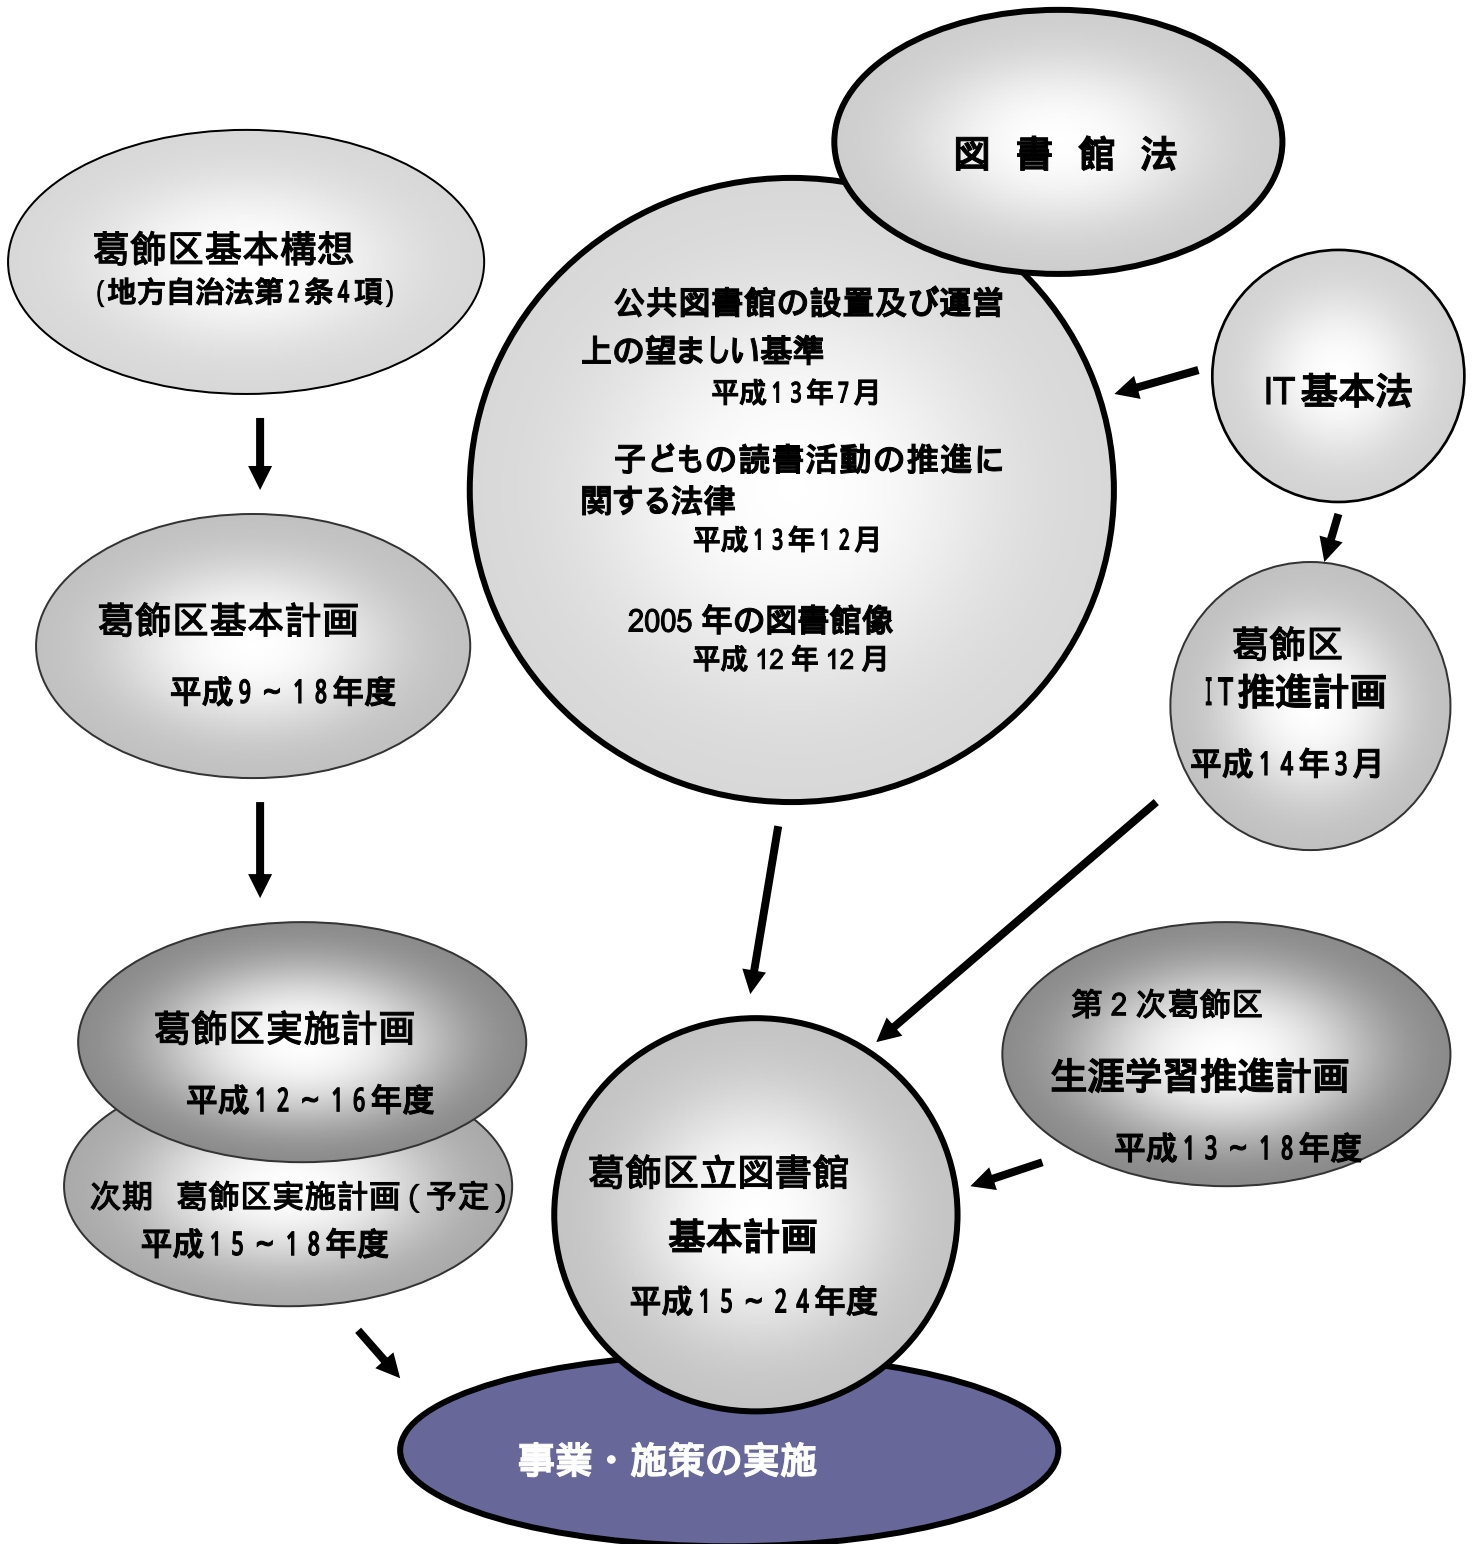 図書館法
葛飾区基本構想
(地方自治法第2条4項)
公共図書館の設置及び運営
上の望ましい基準
平成13年7月
子どもの読書活動の推進に
関する法律
平成13年12月
2005年の図書館像
平成12年12月
IT基本法
葛飾区基本計画
平成9~18年度
葛飾区
IT推進計画
平成14年3月
葛飾区実施計画
平成12~16年度
次期 葛飾区実施計画(予定)
平成15~18年度
第2次葛飾区
生涯学習推進計画
平成13~18年度
葛飾区立図書館
基本計画
平成15~24年度
事業・施策の実施